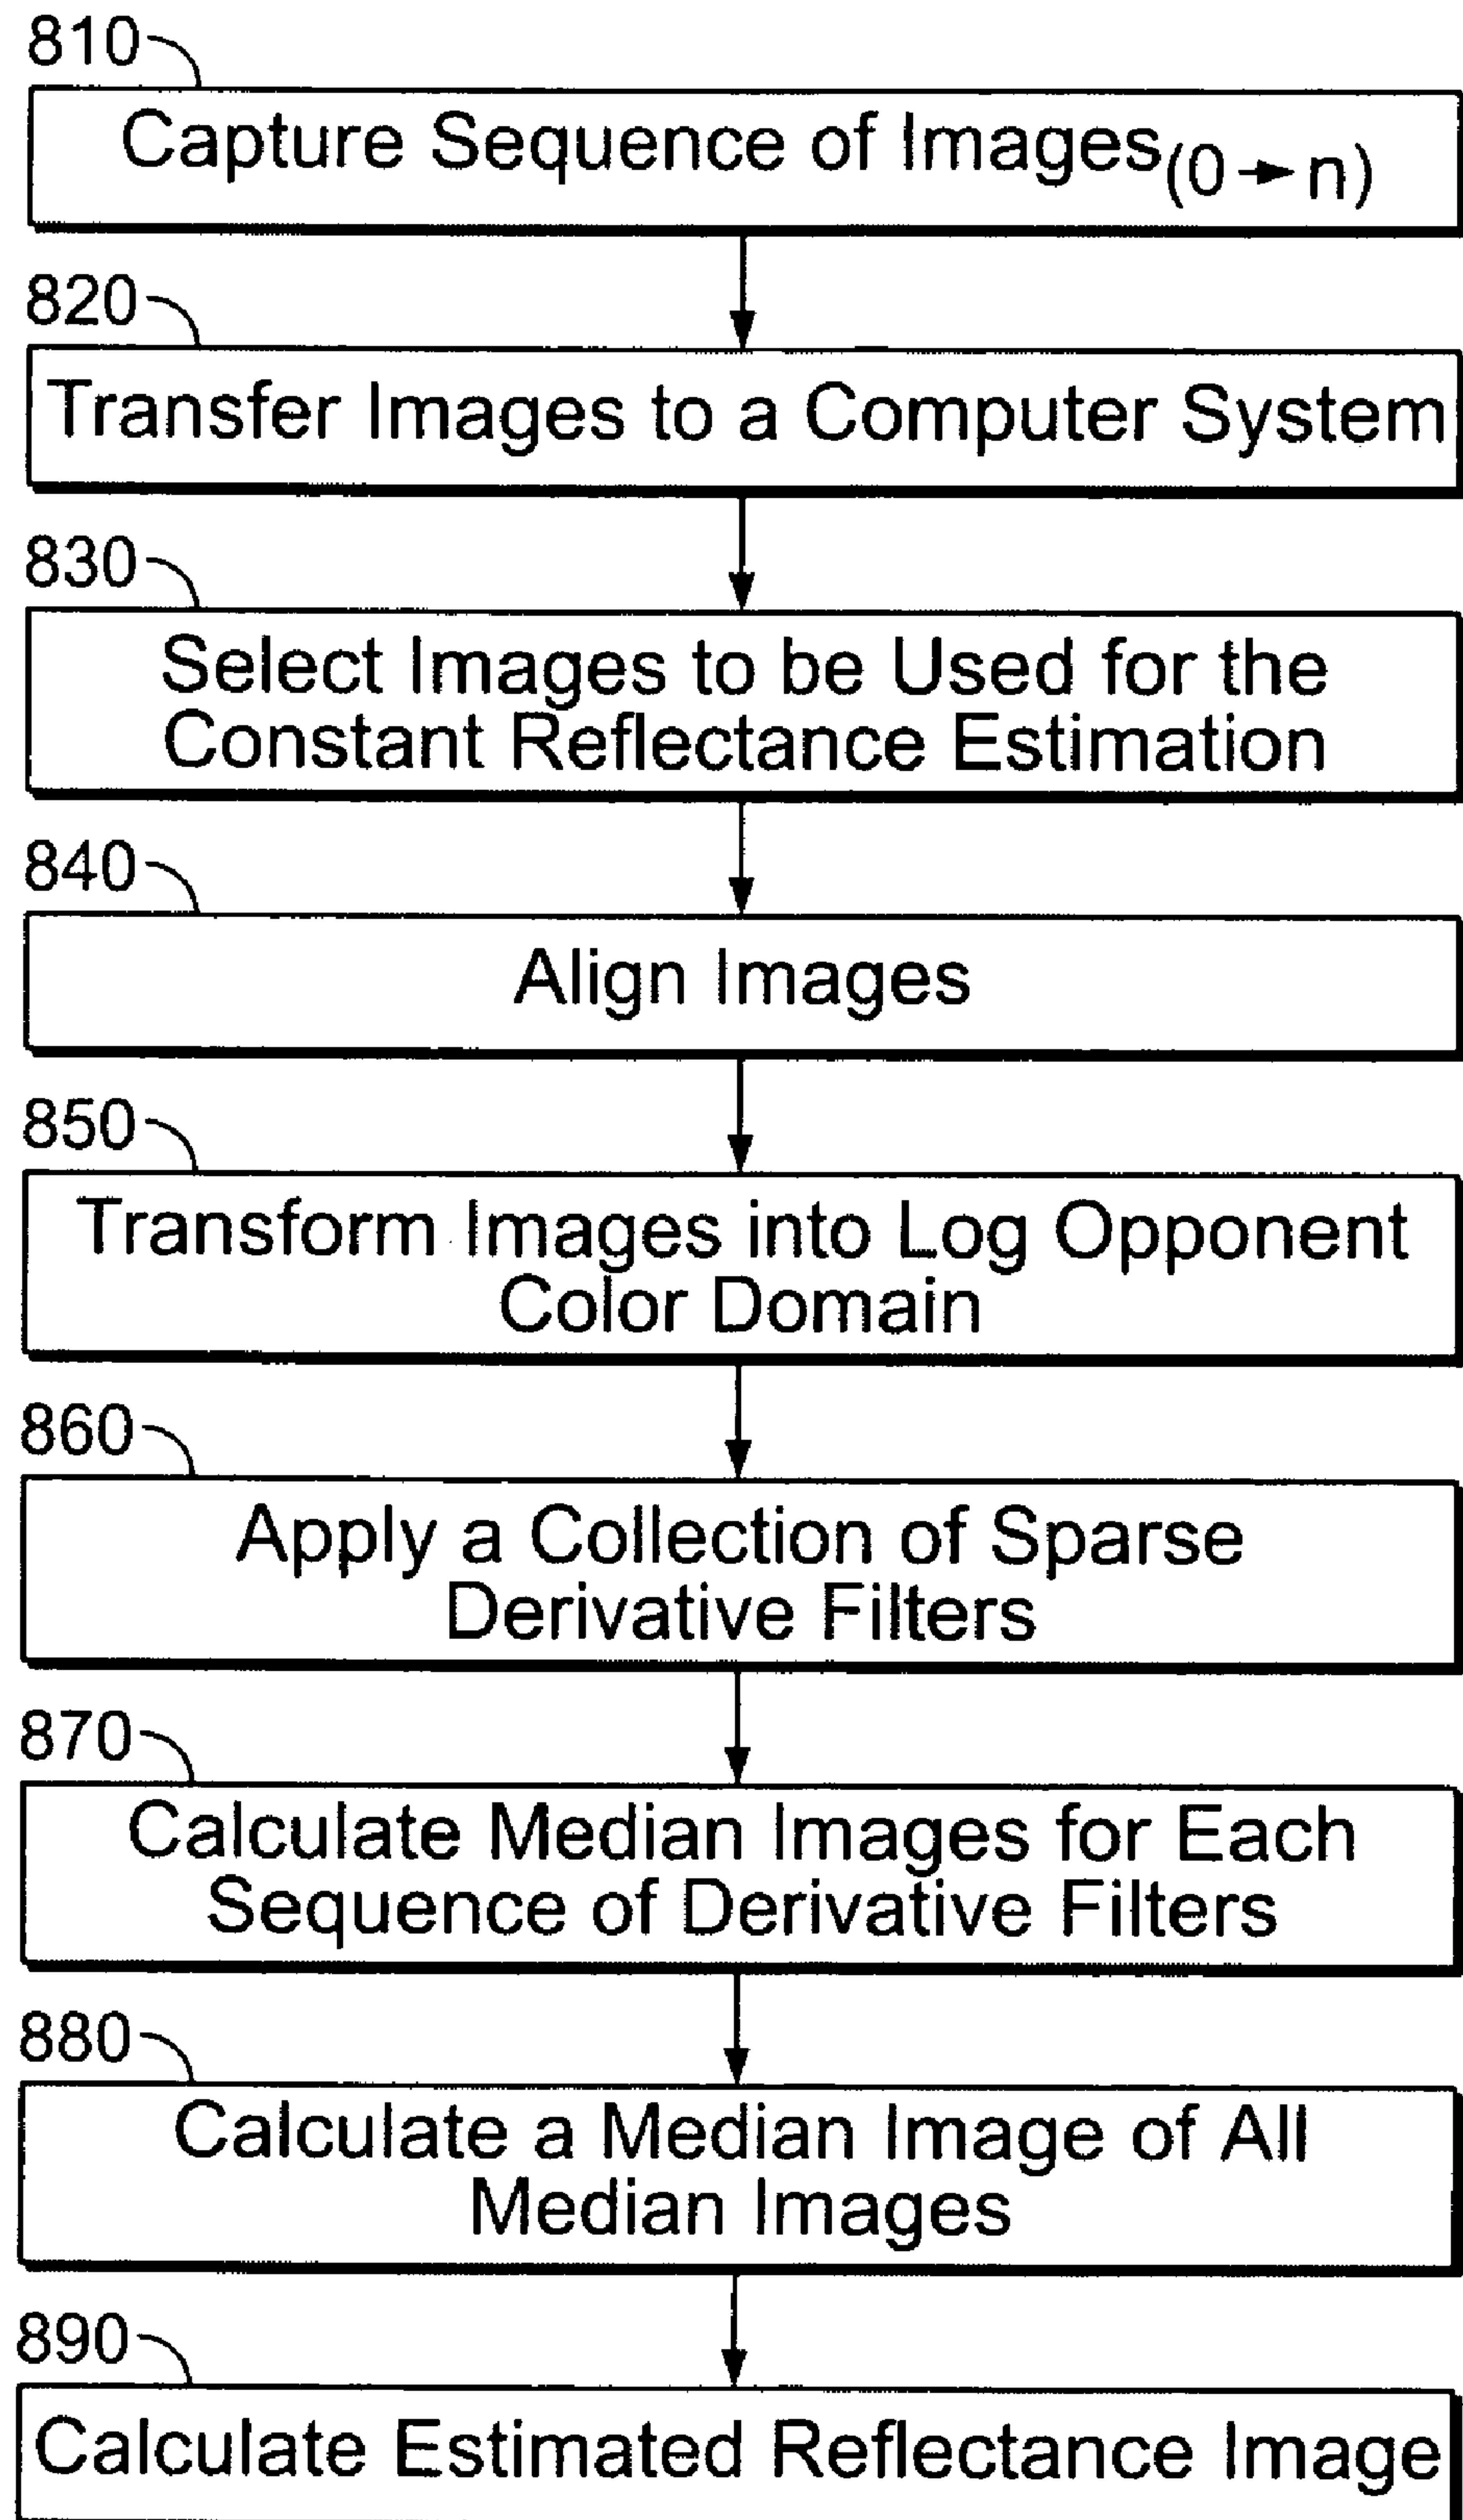 810
Capture Sequence of Images(0→n)
820
Transfer Images to a Computer System
830
Select Images to be Used for the
Constant Reflectance Estimation
840
Align Images
850
Transform Images into Log Opponent
Color Domain
860
Apply a Collection of Sparse
Derivative Filters
870
Calculate Median Images for Each
Sequence of Derivative Filters
880
Calculate a Median Image of All
Median Images
890
Calculate Estimated Reflectance Image